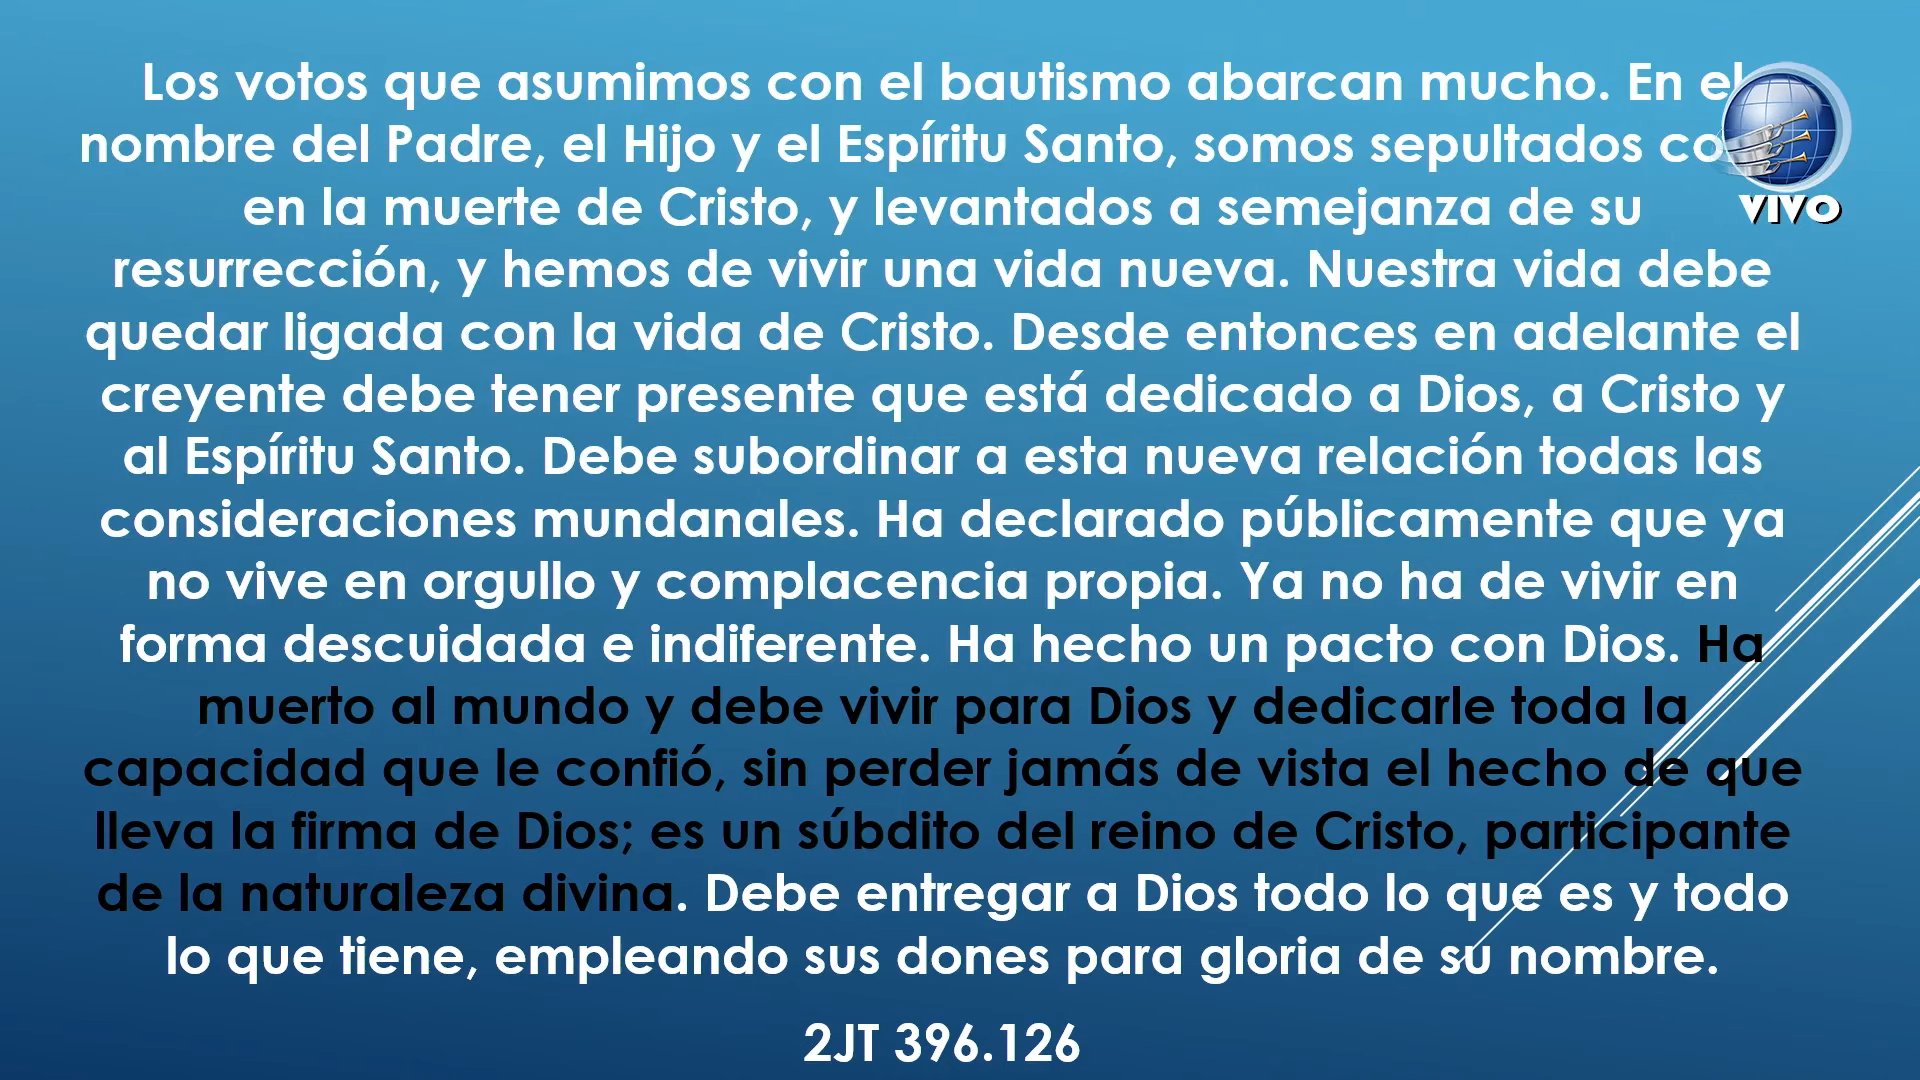 Los votos que asumimos con el bautismo abarcan mucho. En el
nombre del Padre, el Hijo y el Espíritu Santo, somos sepultados
en la muerte de Cristo, y levantados a semejanza de su
resurrección, y hemos de vivir una vida nueva. Nuestra vida debe
quedar ligada con la vida de Cristo. Desde entonces en adelante el
creyente debe tener presente que está dedicado a Dios, a Cristo y
al Espíritu Santo. Debe subordinar a esta nueva relación todas las
consideraciones mundanales. Ha declarado públicamente que ya
no vive en orgullo y complacencia propia. Ya no ha de vivir en
forma descuidada e indiferente. Ha hecho un pacto con Dios. Ha
muerto al mundo y debe vivir para Dios y dedicarle toda la
capacidad que le confió, sin perder jamás de vista el hecho de que
lleva la firma de Dios; es un súbdito del reino de Cristo, participante
de la naturaleza divina. Debe entregar a Dios todo lo que es y todo
lo que tiene, empleando sus dones para gloria de su nombre.
2JT 396.126
VIVO